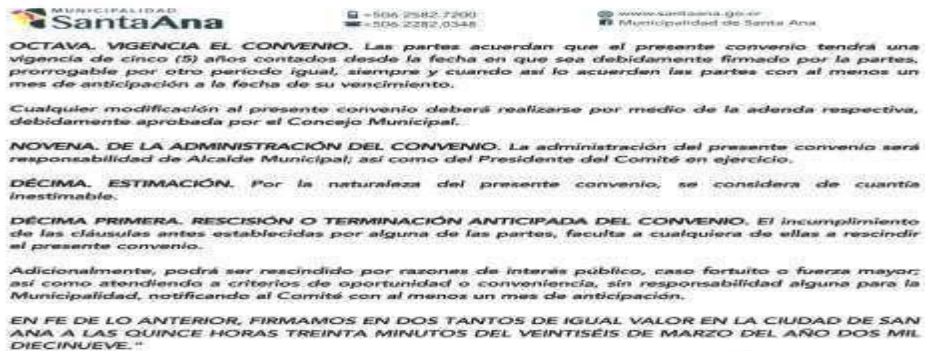 MUNICIPALIDAD
SantaAna
+506 2582.7200
+506 2282.0348
www.santaana.go.cr
Municipalidad de Santa Ana
OCTAVA. VIGENCIA EL CONVENIO. Las partes acuerdan que el presente convenio tendrá una
vigencia de cinco (5) años contados desde la fecha en que sea debidamente firmado por la partes,
prorrogable por otro período igual, siempre y cuando así lo acuerden las partes con al menos un
mes de anticipación a la fecha de su vencimiento.
Cualquier modificación al presente convenio deberá realizarse por medio de la adenda respectiva,
debidamente aprobada por el Concejo Municipal.
NOVENA. DE LA ADMINISTRACIÓN DEL CONVENIO. La administración del presente convenio será
responsabilidad de Alcalde Municipal; así como del Presidente del Comité en ejercicio.
DÉCIMA. ESTIMACIÓN. Por la naturaleza del presente convenio, se considera de cuantía
inestimable.
DÉCIMA PRIMERA. RESCISIÓN O TERMINACIÓN ANTICIPADA DEL CONVENIO. El incumplimiento
de las cláusulas antes establecidas por alguna de las partes, faculta a cualquiera de ellas a rescindir
el presente convenio.
Adicionalmente, podrá ser rescindido por razones de interés público, caso fortuito o fuerza mayor;
así como atendiendo a criterios de oportunidad o conveniencia, sin responsabilidad alguna para la
Municipalidad, notificando al Comité con al menos un mes de anticipación.
EN FE DE LO ANTERIOR, FIRMAMOS EN DOS TANTOS DE IGUAL VALOR EN LA CIUDAD DE SAN
ANA A LAS QUINCE HORAS TREINTA MINUTOS DEL VEINTISÉIS DE MARZO DEL AÑO DOS MIL
DIECINUEVE."